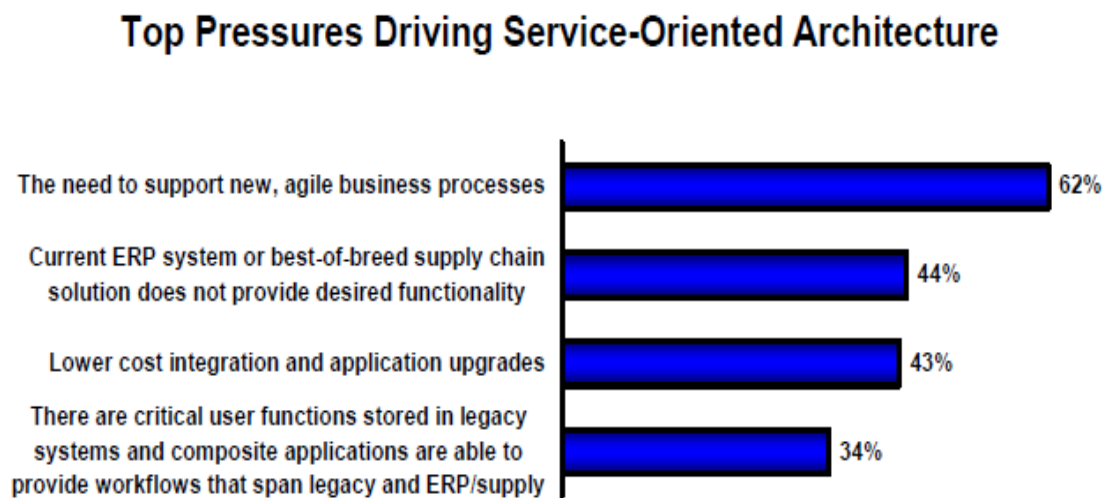 Top Pressures Driving Service-Oriented Architecture
The need to support new, agile business processes
62%
Current ERP system or best-of-breed supply chain
solution does not provide desired functionality
44%
Lower cost integration and application upgrades
43%
There are critical user functions stored in legacy
systems and composite applications are able to
provide workflows that span legacy and ERP/supply
34%